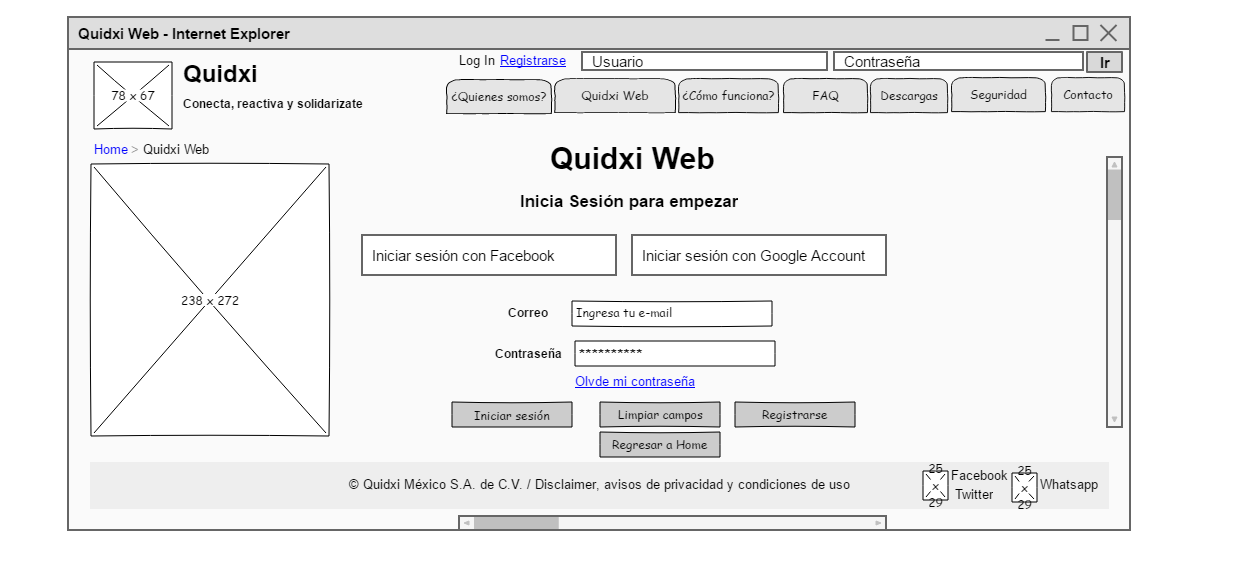 Quidxi Web - Internet Explorer
Log In Registrarse Usuario Contraseña Ir
78 x 67
Quidxi
Conecta, reactiva y solidarizate
¿Quienes somos? Quidxi Web ¿Cómo funciona? FAQ Descargas Seguridad Contacto
Home > Quidxi Web
238 x 272
Quidxi Web
Inicia Sesión para empezar
Iniciar sesión con Facebook Iniciar sesión con Google Account
Correo Ingresa tu e-mail
Contraseña **********
Olvde mi contraseña
Iniciar sesión Limpiar campos Registrarse
Regresar a Home
© Quidxi México S.A. de C.V. / Disclaimer, avisos de privacidad y condiciones de uso
25 x 29
Facebook
Twitter
25 x 29
Whatsapp